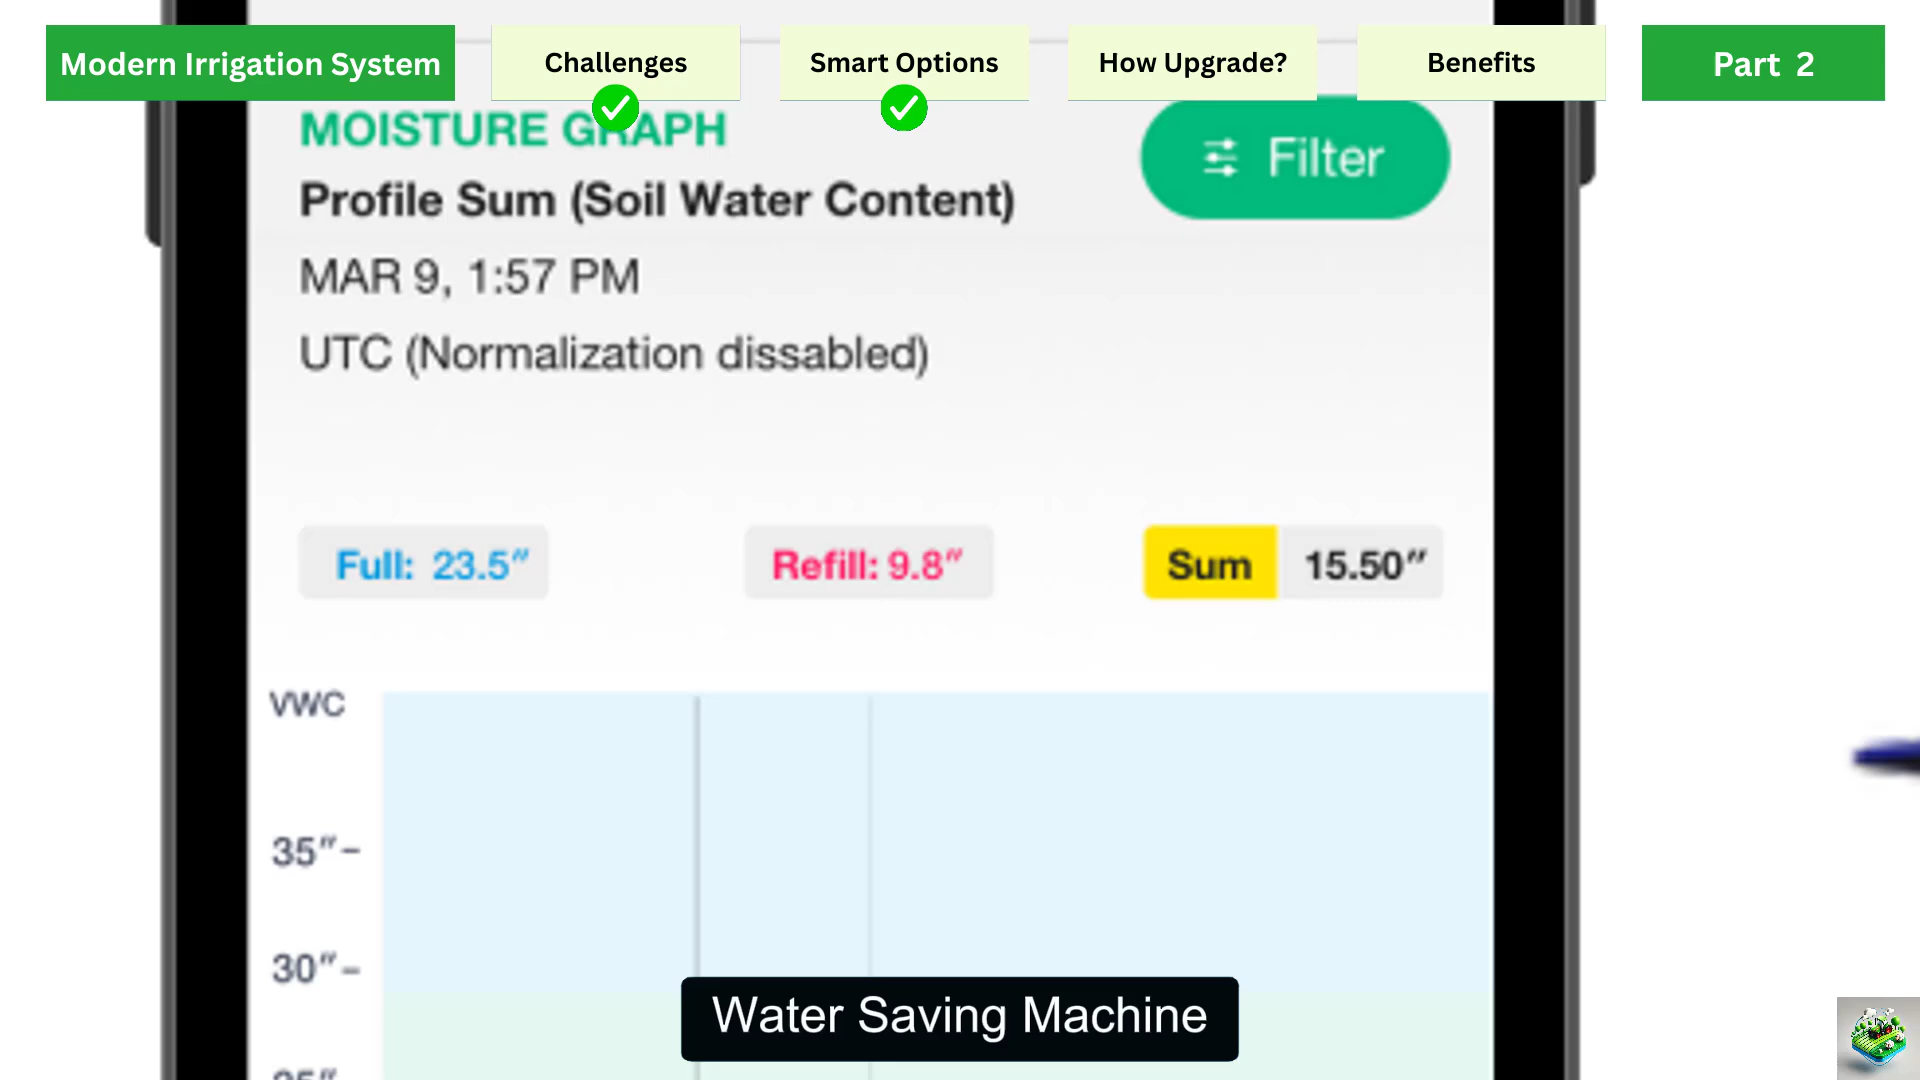 Modern Irrigation System
Challenges
Smart Options
How Upgrade?
Benefits
Part 2
MOISTURE GRAPH
Filter
Profile Sum (Soil Water Content)
MAR 9, 1:57 PM
UTC (Normalization dissabled)
Full: 23.5″
Refill: 9.8″
Sum 15.50″
VWC
35″
30″
Water Saving Machine